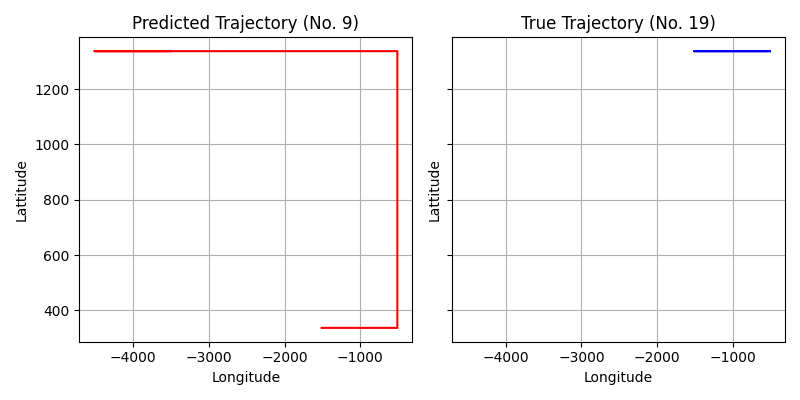 Predicted Trajectory (No. 9)
True Trajectory (No. 19)
Lattitude
1200
1000
800
600
400
−4000 −3000 −2000 −1000
Longitude
Lattitude
−4000 −3000 −2000 −1000
Longitude